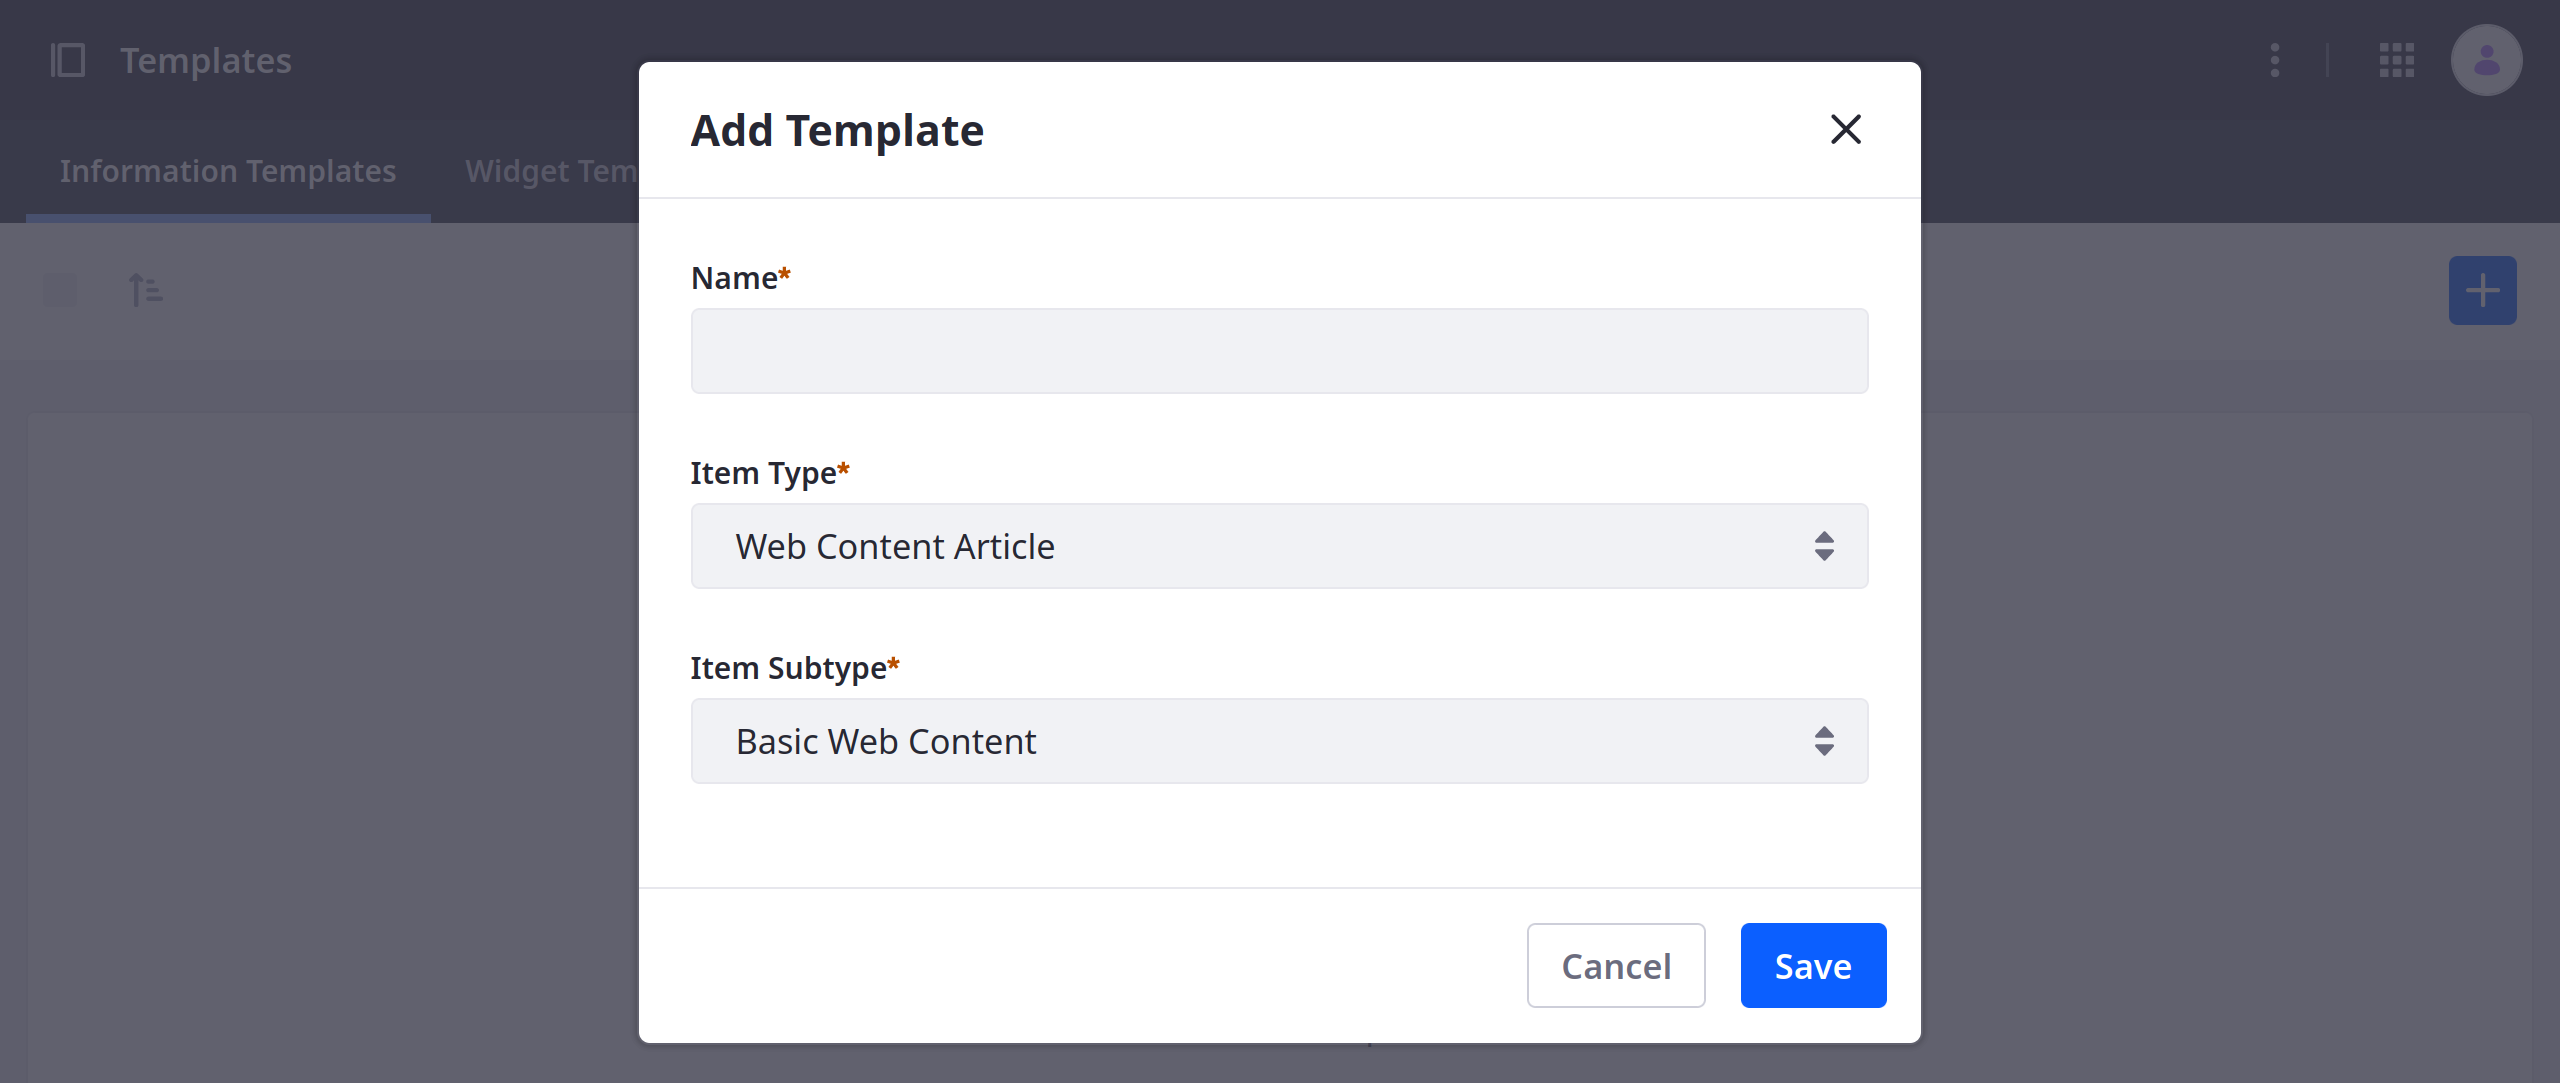 Templates
Information Templates
Widget Tem
Add Template
Name*
Item Type*
Web Content Article
Item Subtype*
Basic Web Content
Cancel
Save